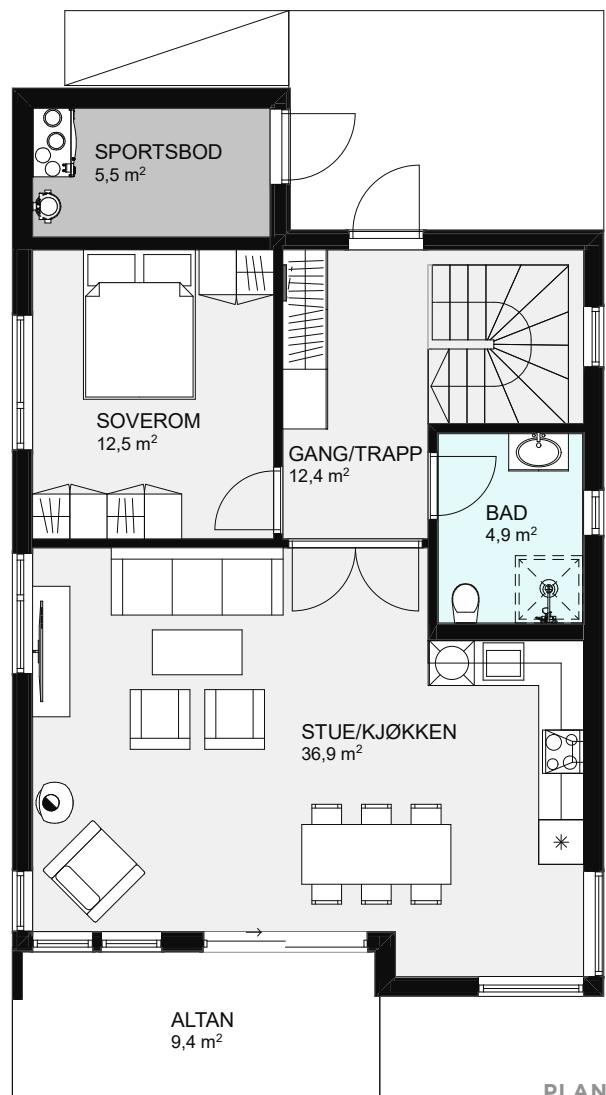 SPORTSBOD
5,5 m²
SOVEROM
12,5 m²
GANG/TRAPP
12,4 m²
BAD
4,9 m²
STUE/KJØKKEN
36,9 m²
ALTAN
9,4 m²
PLAN